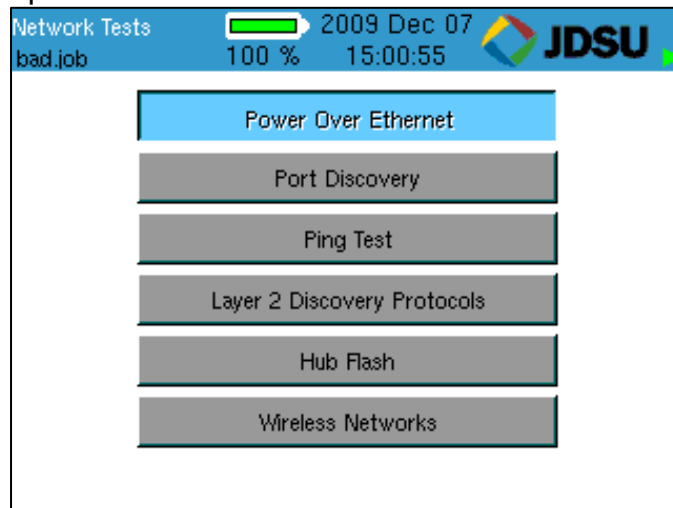 Network Tests
2009 Dec 07
JDSU
bad.job
100 %
15:00:55
Power Over Ethernet
Port Discovery
Ping Test
Layer 2 Discovery Protocols
Hub Flash
Wireless Networks